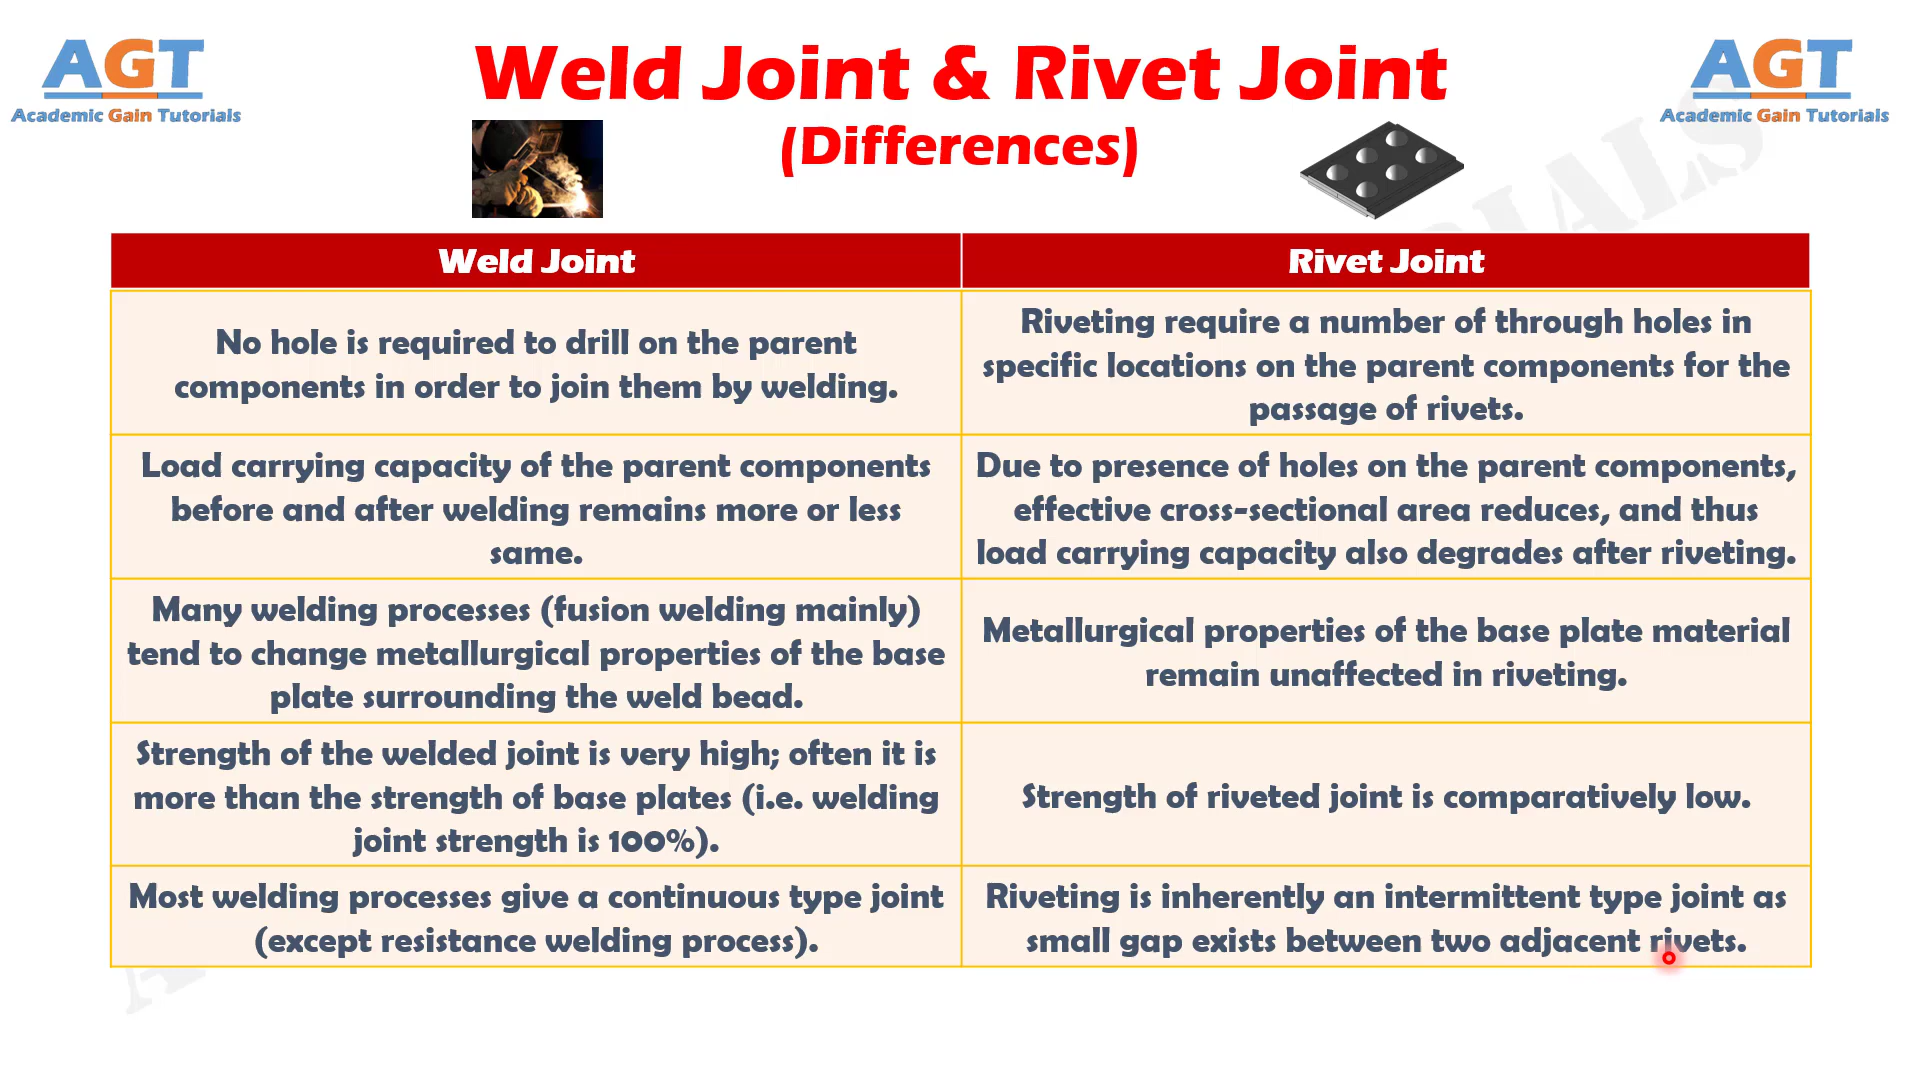 AGT
Academic Gain Tutorials
Weld Joint & Rivet Joint
(Differences)
AGT
Academic Gain Tutorials
Weld Joint
Rivet Joint
No hole is required to drill on the parent
components in order to join them by welding.
Riveting require a number of through holes in
specific locations on the parent components for the
passage of rivets.
Load carrying capacity of the parent components
before and after welding remains more or less
same.
Due to presence of holes on the parent components,
effective cross-sectional area reduces, and thus
load carrying capacity also degrades after riveting.
Many welding processes (fusion welding mainly)
tend to change metallurgical properties of the base
plate surrounding the weld bead.
Metallurgical properties of the base plate material
remain unaffected in riveting.
Strength of the welded joint is very high; often it is
more than the strength of base plates (i.e. welding
joint strength is 100%).
Strength of riveted joint is comparatively low.
Most welding processes give a continuous type joint
(except resistance welding process).
Riveting is inherently an intermittent type joint as
small gap exists between two adjacent rivets.